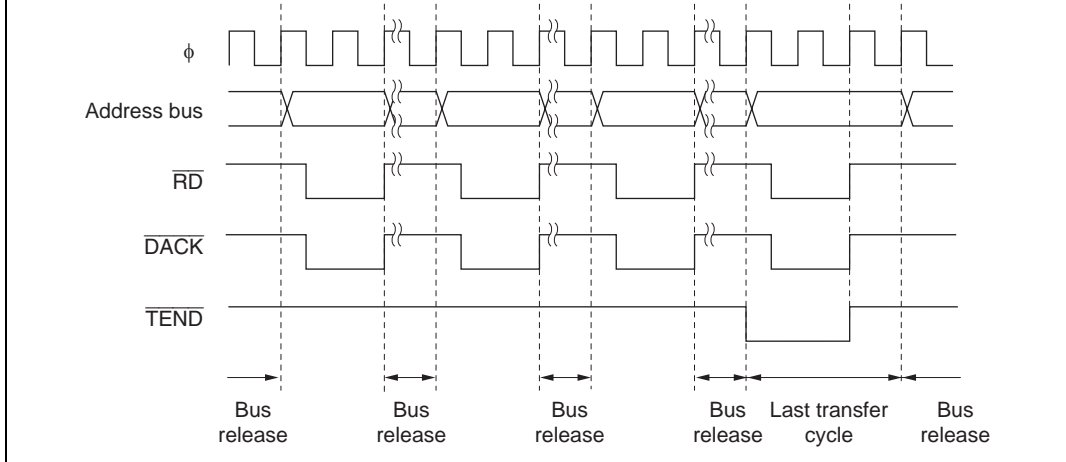 ϕ
Address bus
RD
DACK
TEND
Bus release
Bus release
Bus release
Bus release
Last transfer cycle
Bus release